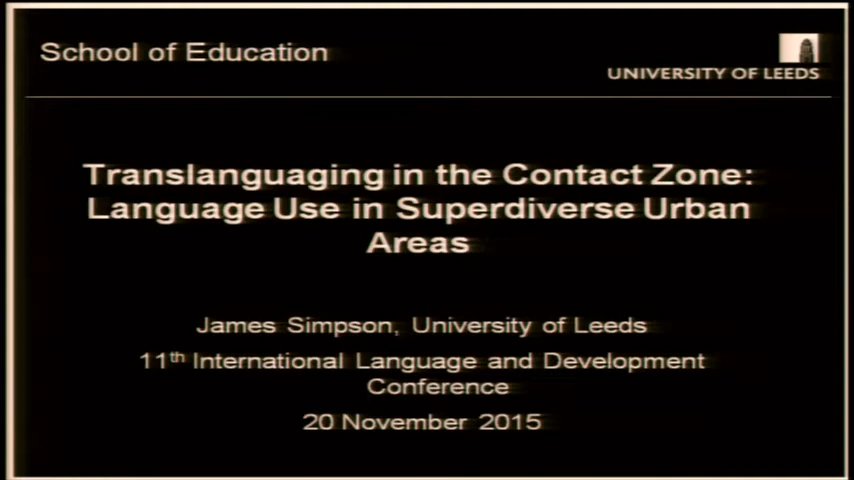 School of Education
UNIVERSITY OF LEEDS
Translanguaging in the Contact Zone:
Language Use in Superdiverse Urban
Areas
James Simpson, University of Leeds
11th International Language and Development
Conference
20 November 2015